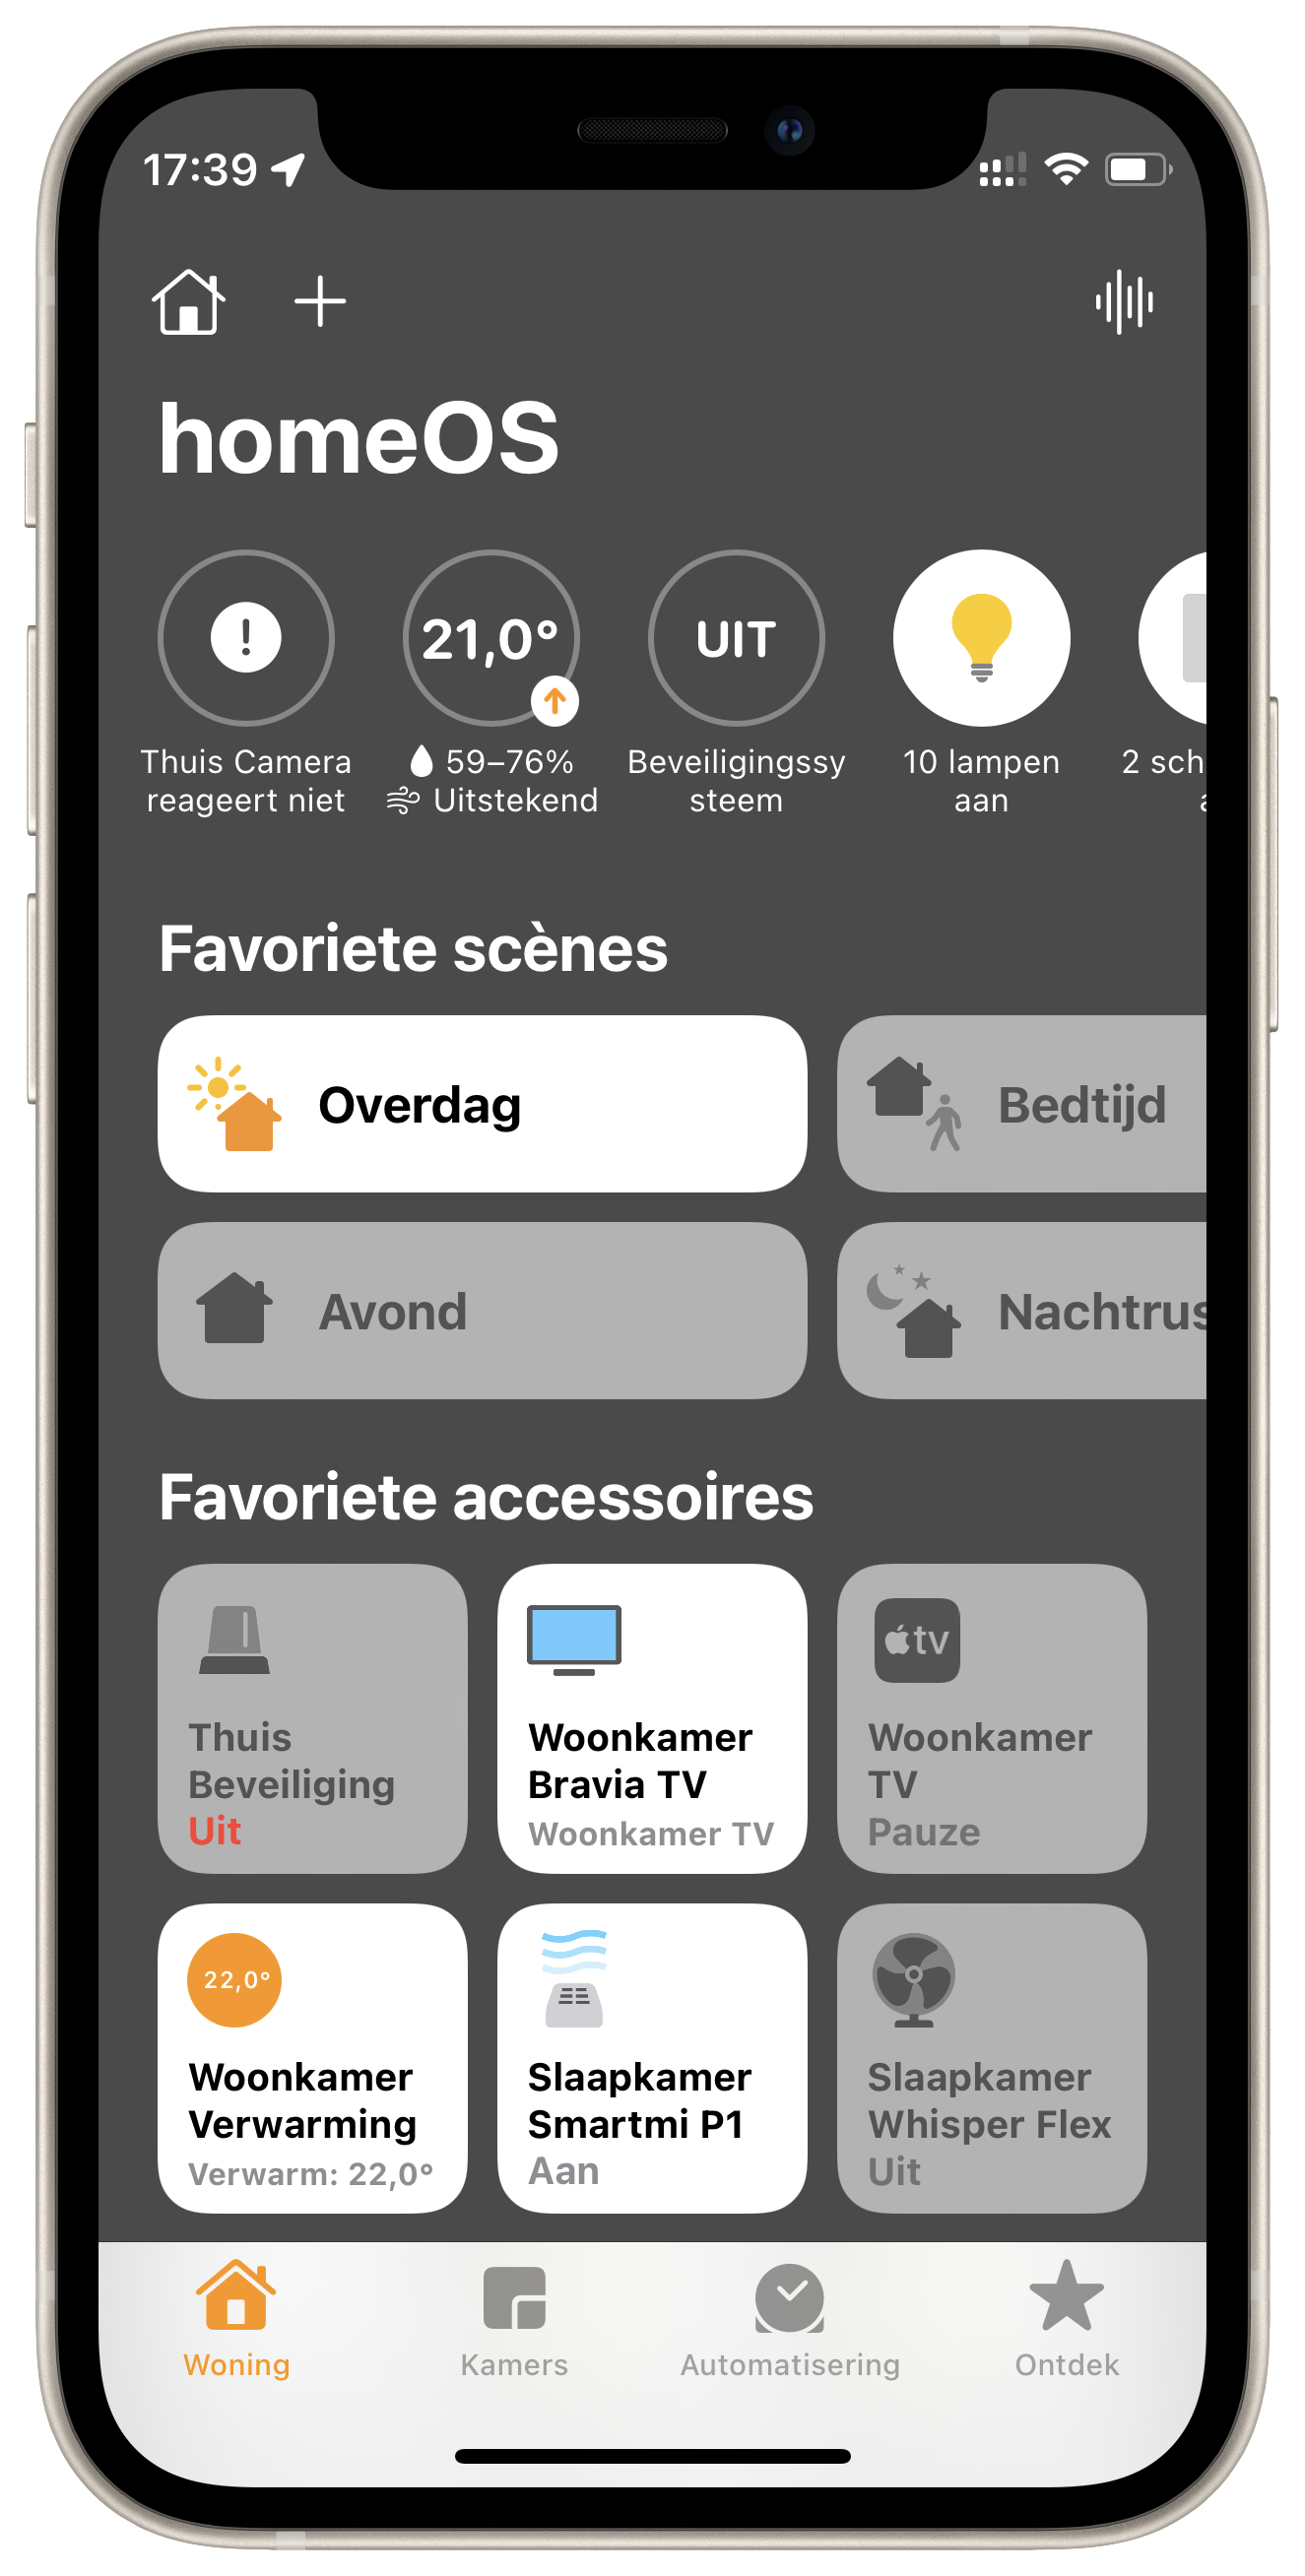 17:39
homeOS
21,0°
UIT
Thuis Camera
reageert niet
59–76%
Uitstekend
Beveiligingssy
steem
10 lampen
aan
2 sch
Favoriete scènes
Overdag
Bedtijd
Avond
Nachtrus
Favoriete accessoires
tv
Thuis
Beveiliging
Uit
Woonkamer
Bravia TV
Woonkamer TV
Woonkamer
TV
Pauze
22,0°
Woonkamer
Verwarming
Verwarm: 22,0°
Slaapkamer
Smartmi P1
Aan
Slaapkamer
Whisper Flex
Uit
Woning
Kamers
Automatisering
Ontdek